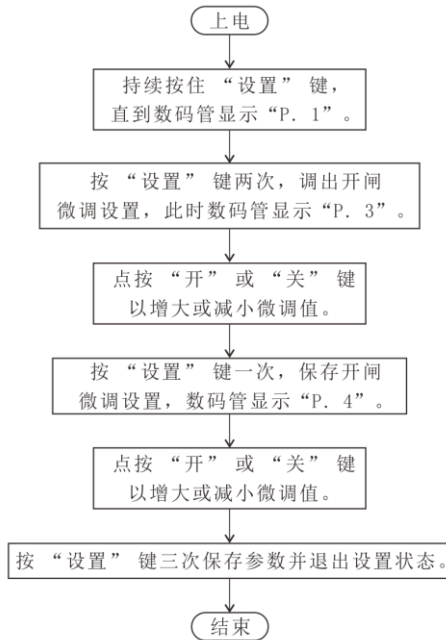 上电
持续按住“设置”键，
直到数码管显示“P. 1”。
按“设置”键两次，调出开闸
微调设置，此时数码管显示“P. 3”。
点按“开”或“关”键
以增大或减小微调值。
按“设置”键一次，保存开闸
微调设置，数码管显示“P. 4”。
点按“开”或“关”键
以增大或减小微调值。
按“设置”键三次保存参数并退出设置状态。
结束